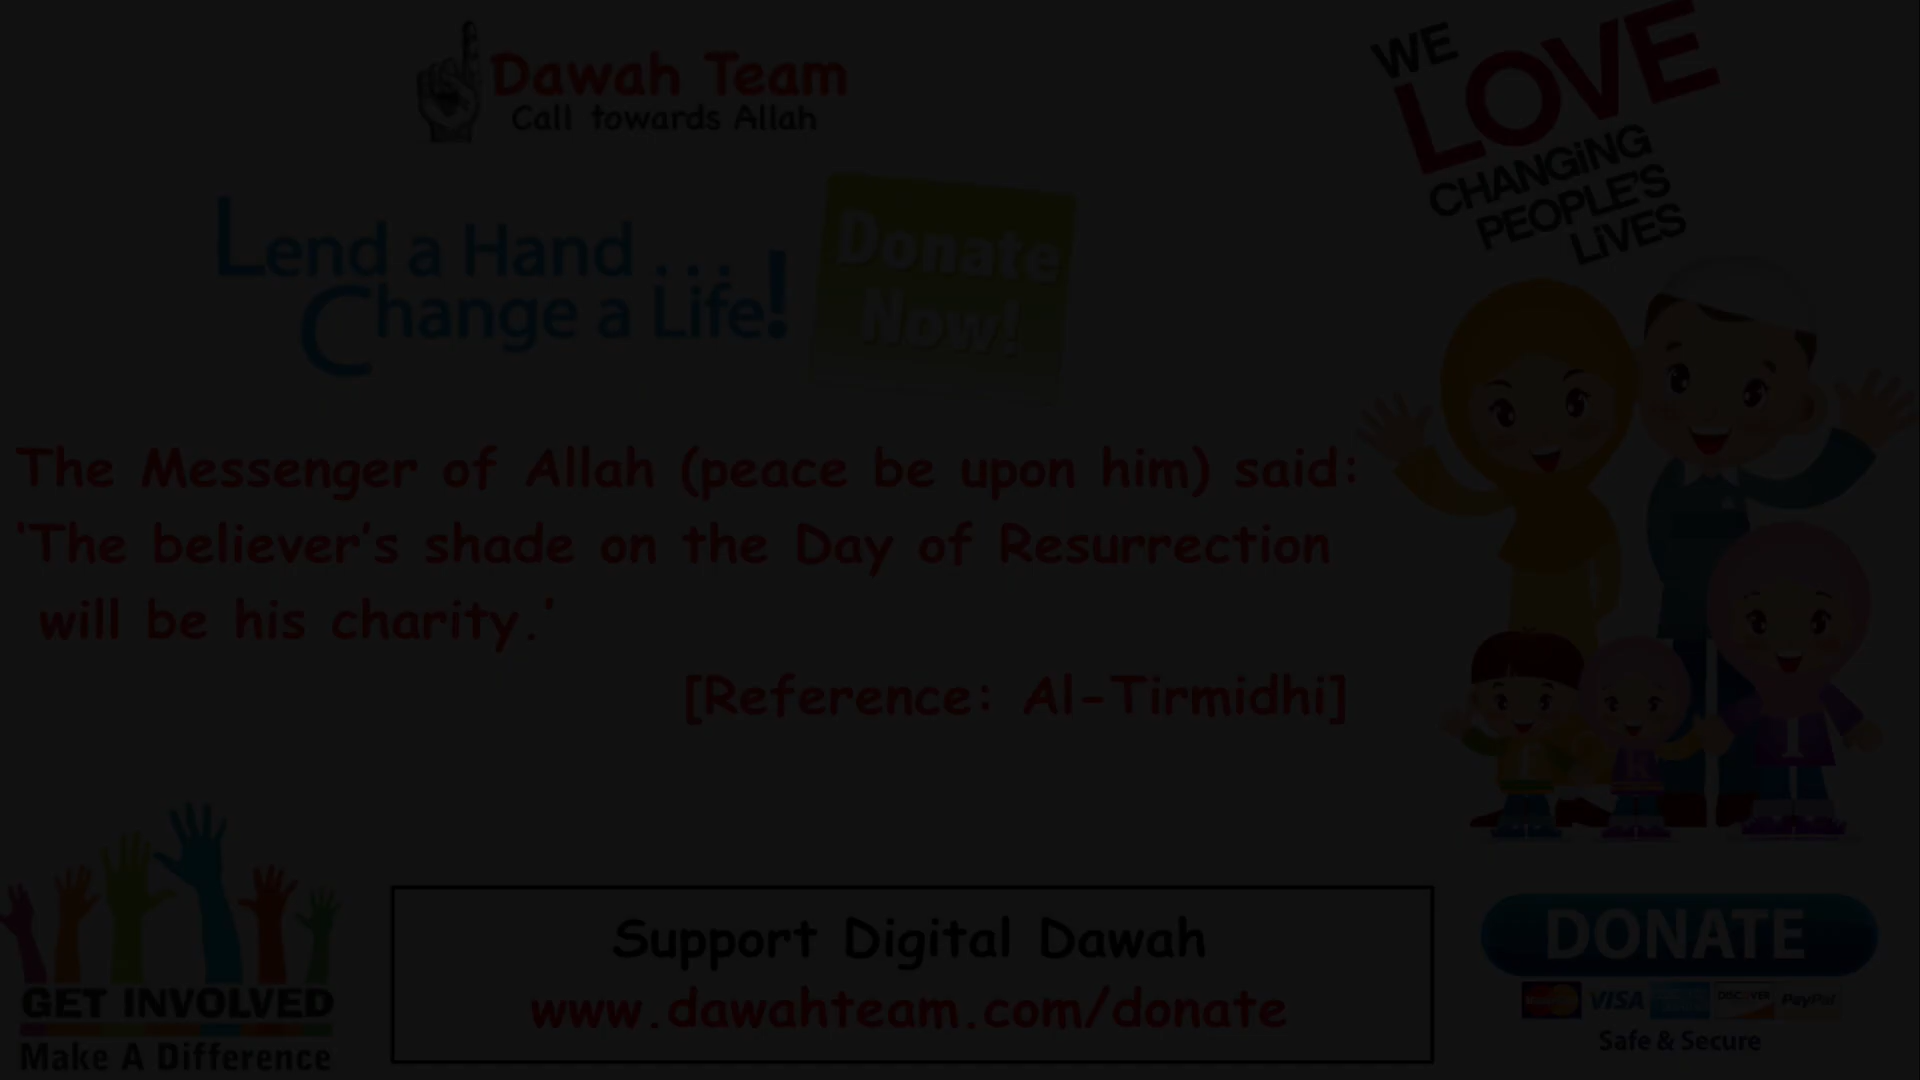 Dawah Team
Call towards Allah
WE
LOVE
CHANGiNG
PEOPLE'S
LiVES
Lend a Hand ...
Change a Life!
Donate
Now!
The Messenger of Allah (peace be upon him) said:
'The believer's shade on the Day of Resurrection
will be his charity.'
[Reference: Al-Tirmidhi]
GET INVOLVED
Make A Difference
Support Digital Dawah
www.dawahteam.com/donate
DONATE
VISA DISCOVER PayPal
Safe & Secure